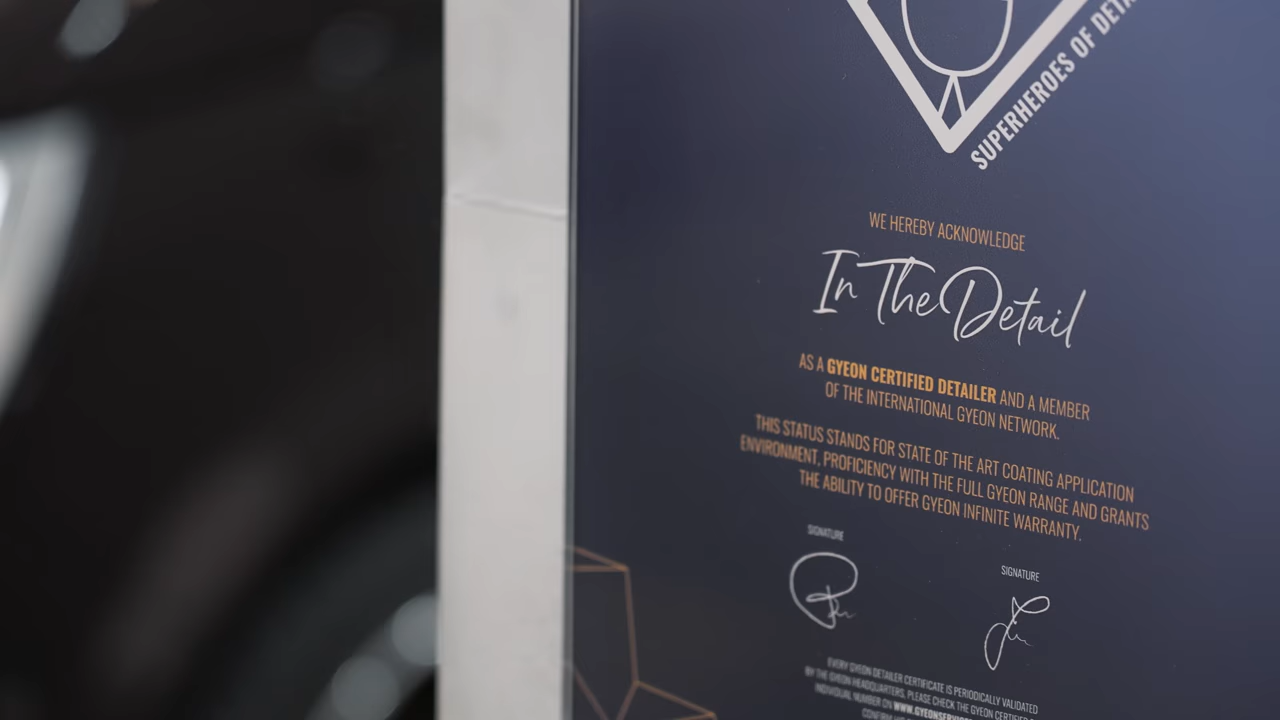 SUPERHEROES OF
WE HEREBY ACKNOWLEDGE
In The Detail
AS A GYEON CERTIFIED DETAILER AND A MEMBER
OF THE INTERNATIONAL GYEON NETWORK.
THIS STATUS STANDS FOR STATE OF THE ART COATING APPLICATION
ENVIRONMENT, PROFICIENCY WITH THE FULL GYEON RANGE AND GRANTS
THE ABILITY TO OFFER GYEON INFINITE WARRANTY.
SIGNATURE
SIGNATURE
EVERY GYEON DETAILER CERTIFICATE IS PERIODICALLY VALIDATED
BY THE GYEON HEADQUARTERS. PLEASE CHECK THE GYEON CERTIFIED
INDIVIDUAL NUMBER ON